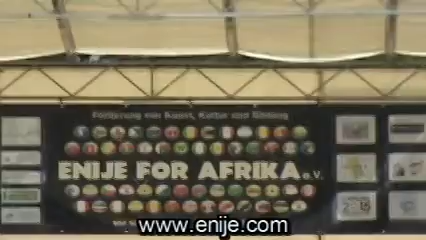 Förderung von Kunst, Kultur und Bildung
ENIJE FOR AFRIKA e.V.
www.enije.com